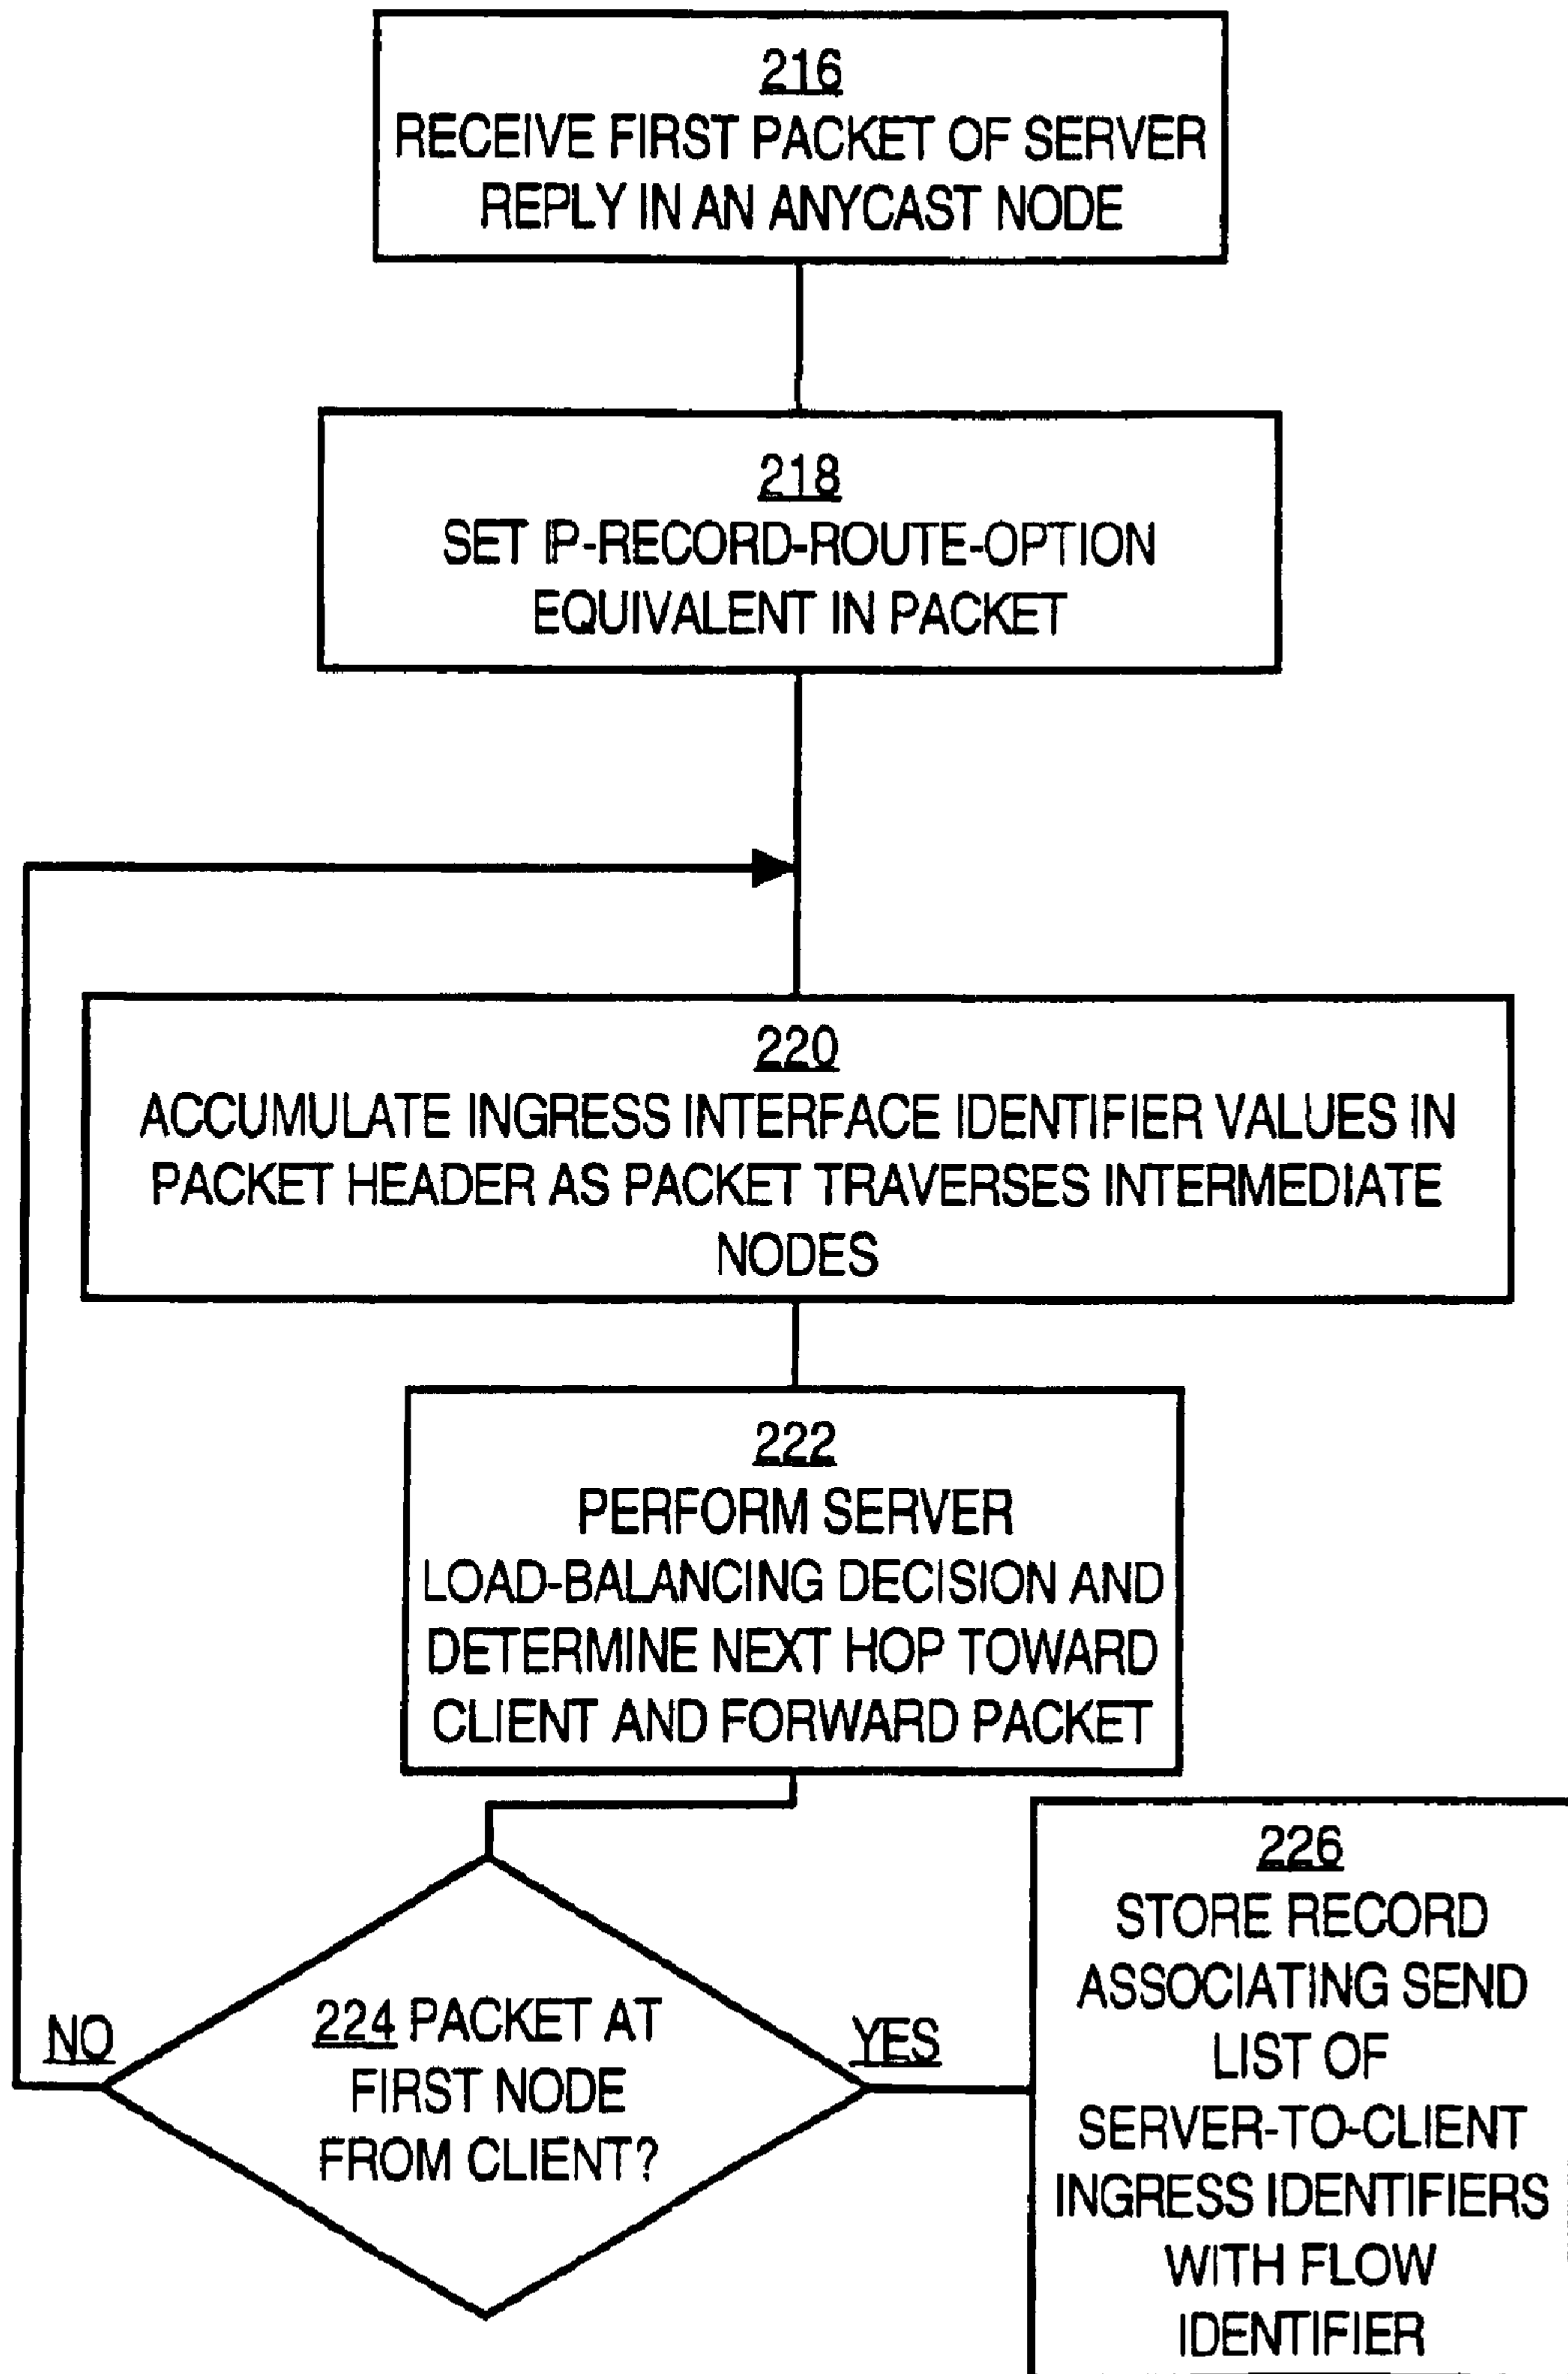 216
RECEIVE FIRST PACKET OF SERVER
REPLY IN AN ANYCAST NODE
218
SET IP-RECORD-ROUTE-OPTION
EQUIVALENT IN PACKET
220
ACCUMULATE INGRESS INTERFACE IDENTIFIER VALUES IN
PACKET HEADER AS PACKET TRAVERSES INTERMEDIATE
NODES
222
PERFORM SERVER
LOAD-BALANCING DECISION AND
DETERMINE NEXT HOP TOWARD
CLIENT AND FORWARD PACKET
NO
224 PACKET AT
FIRST NODE
FROM CLIENT?
YES
226
STORE RECORD
ASSOCIATING SEND
LIST OF
SERVER-TO-CLIENT
INGRESS IDENTIFIERS
WITH FLOW
IDENTIFIER